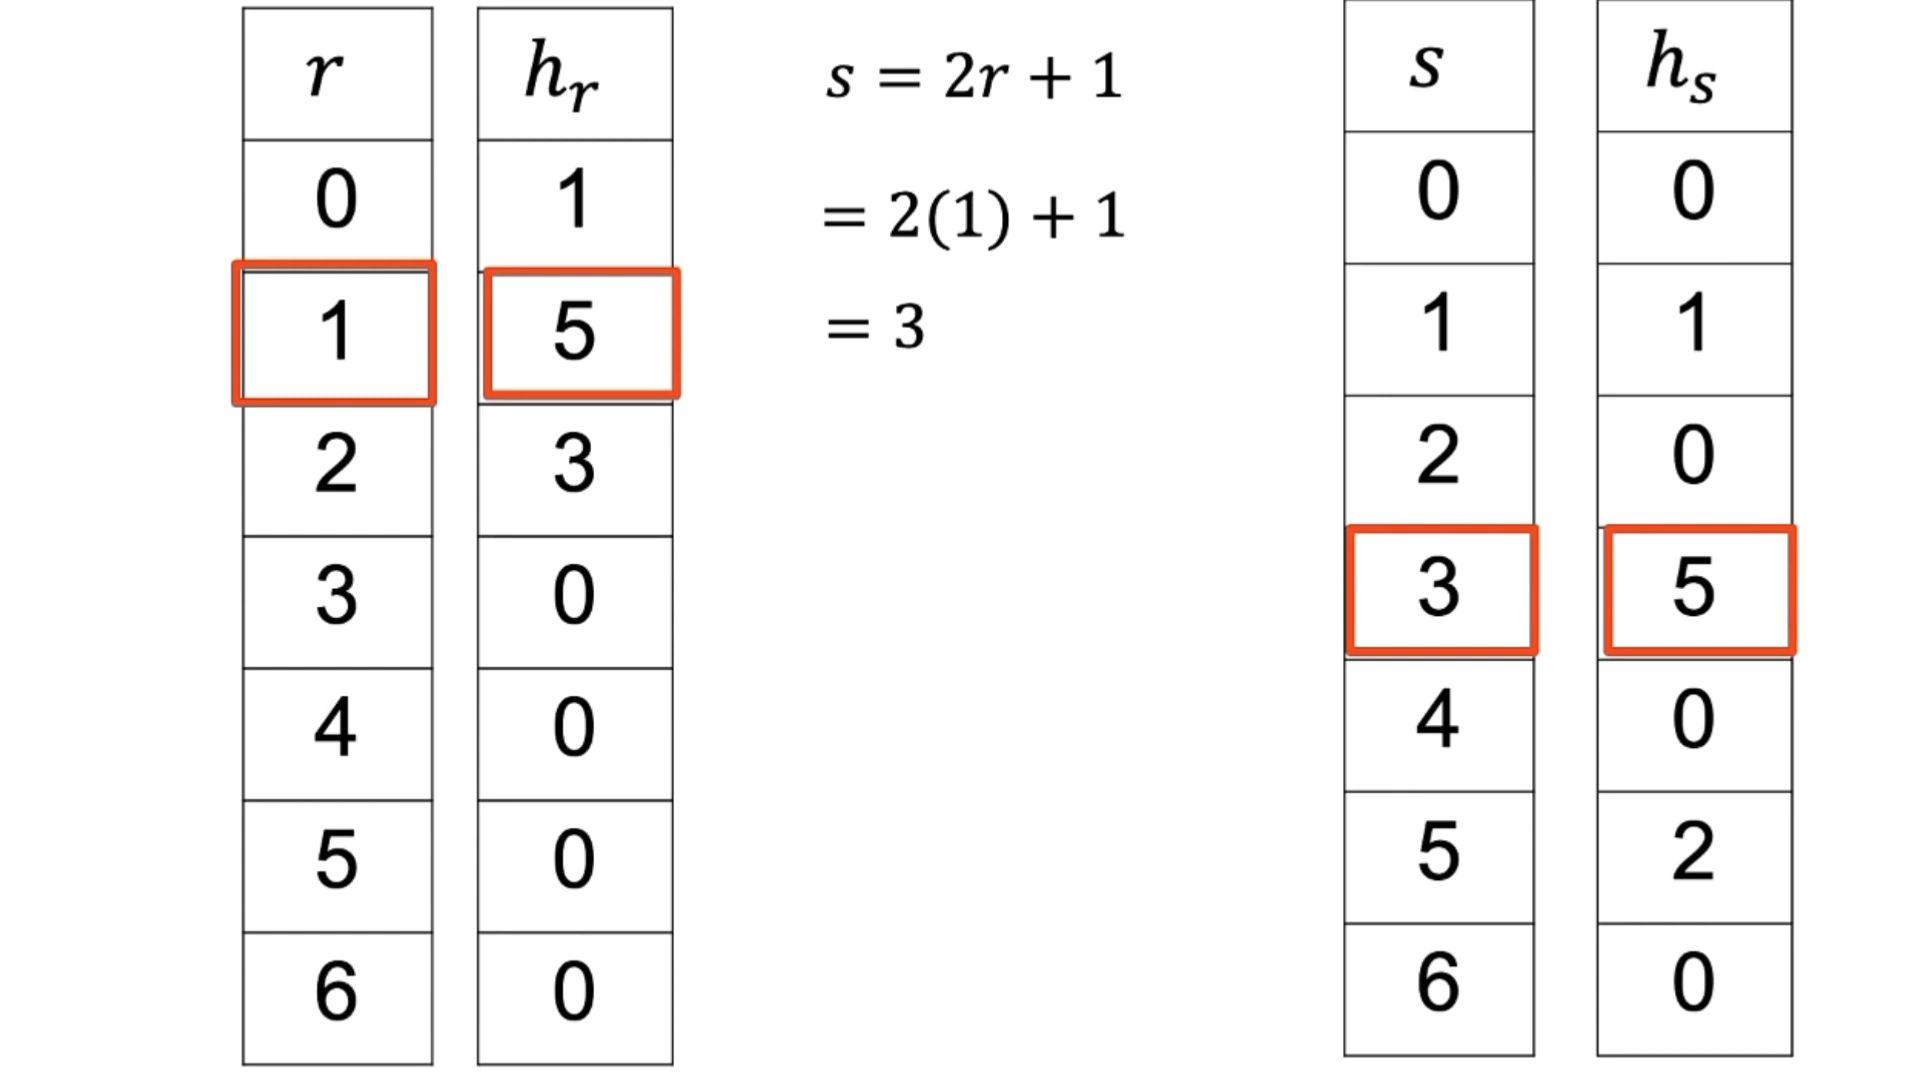 r h_r s = 2r + 1 s h_s
0 1 = 2(1) + 1 0 0
1 5 = 3 1 1
2 3 2 0
3 0 3 5
4 0 4 0
5 0 5 2
6 0 6 0